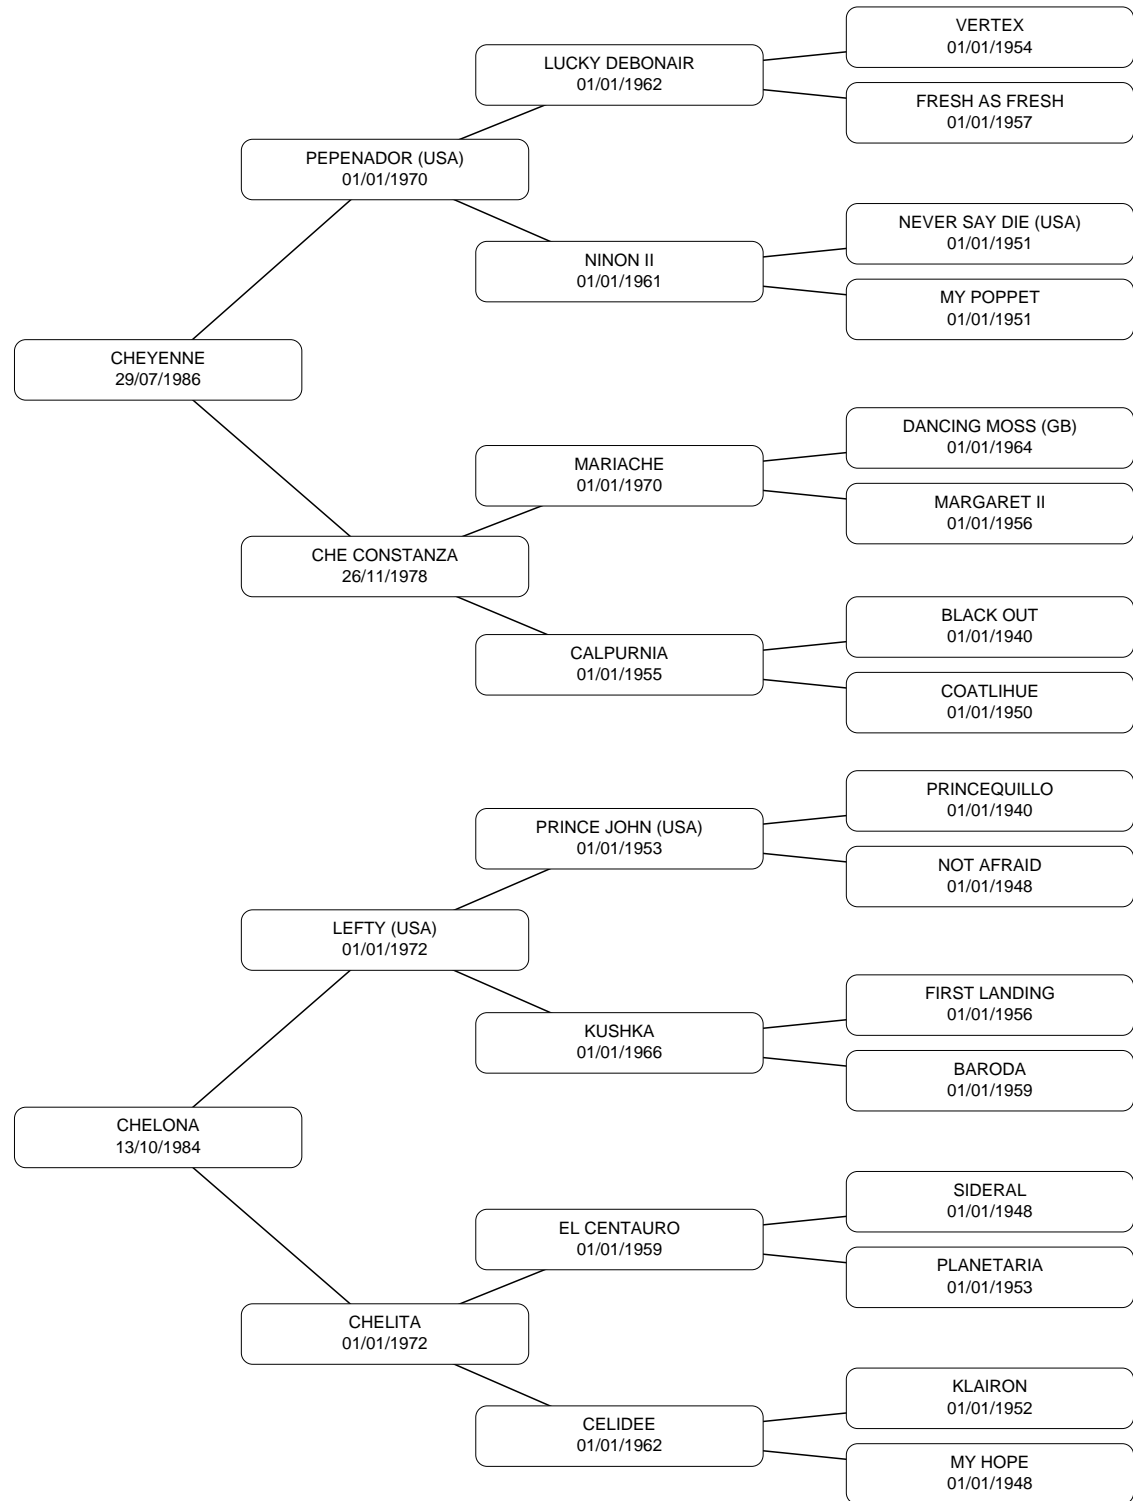 VERTEX
01/01/1954
LUCKY DEBONAIR
01/01/1962
FRESH AS FRESH
01/01/1957
PEPENADOR (USA)
01/01/1970
NEVER SAY DIE (USA)
01/01/1951
NINON II
01/01/1961
MY POPPET
01/01/1951
CHEYENNE
29/07/1986
DANCING MOSS (GB)
01/01/1964
MARIACHE
01/01/1970
MARGARET II
01/01/1956
CHE CONSTANZA
26/11/1978
BLACK OUT
01/01/1940
CALPURNIA
01/01/1955
COATLIHUE
01/01/1950
PRINCEQUILLO
01/01/1940
PRINCE JOHN (USA)
01/01/1953
NOT AFRAID
01/01/1948
LEFTY (USA)
01/01/1972
FIRST LANDING
01/01/1956
KUSHKA
01/01/1966
BARODA
01/01/1959
CHELONA
13/10/1984
SIDERAL
01/01/1948
EL CENTAURO
01/01/1959
PLANETARIA
01/01/1953
CHELITA
01/01/1972
KLAIRON
01/01/1952
CELIDEE
01/01/1962
MY HOPE
01/01/1948